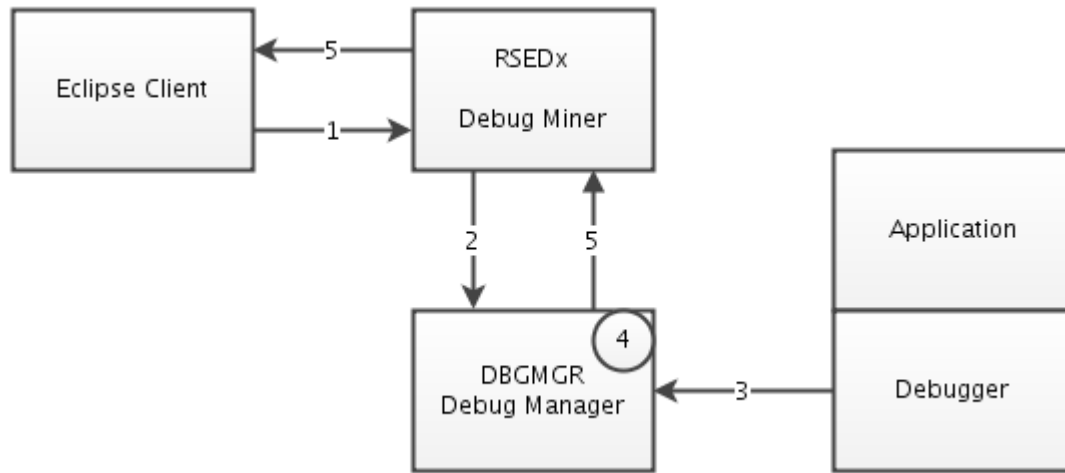 Eclipse Client
5
1
RSEDx
Debug Miner
2
5
Application
4
DBGMGR
Debug Manager
3
Debugger